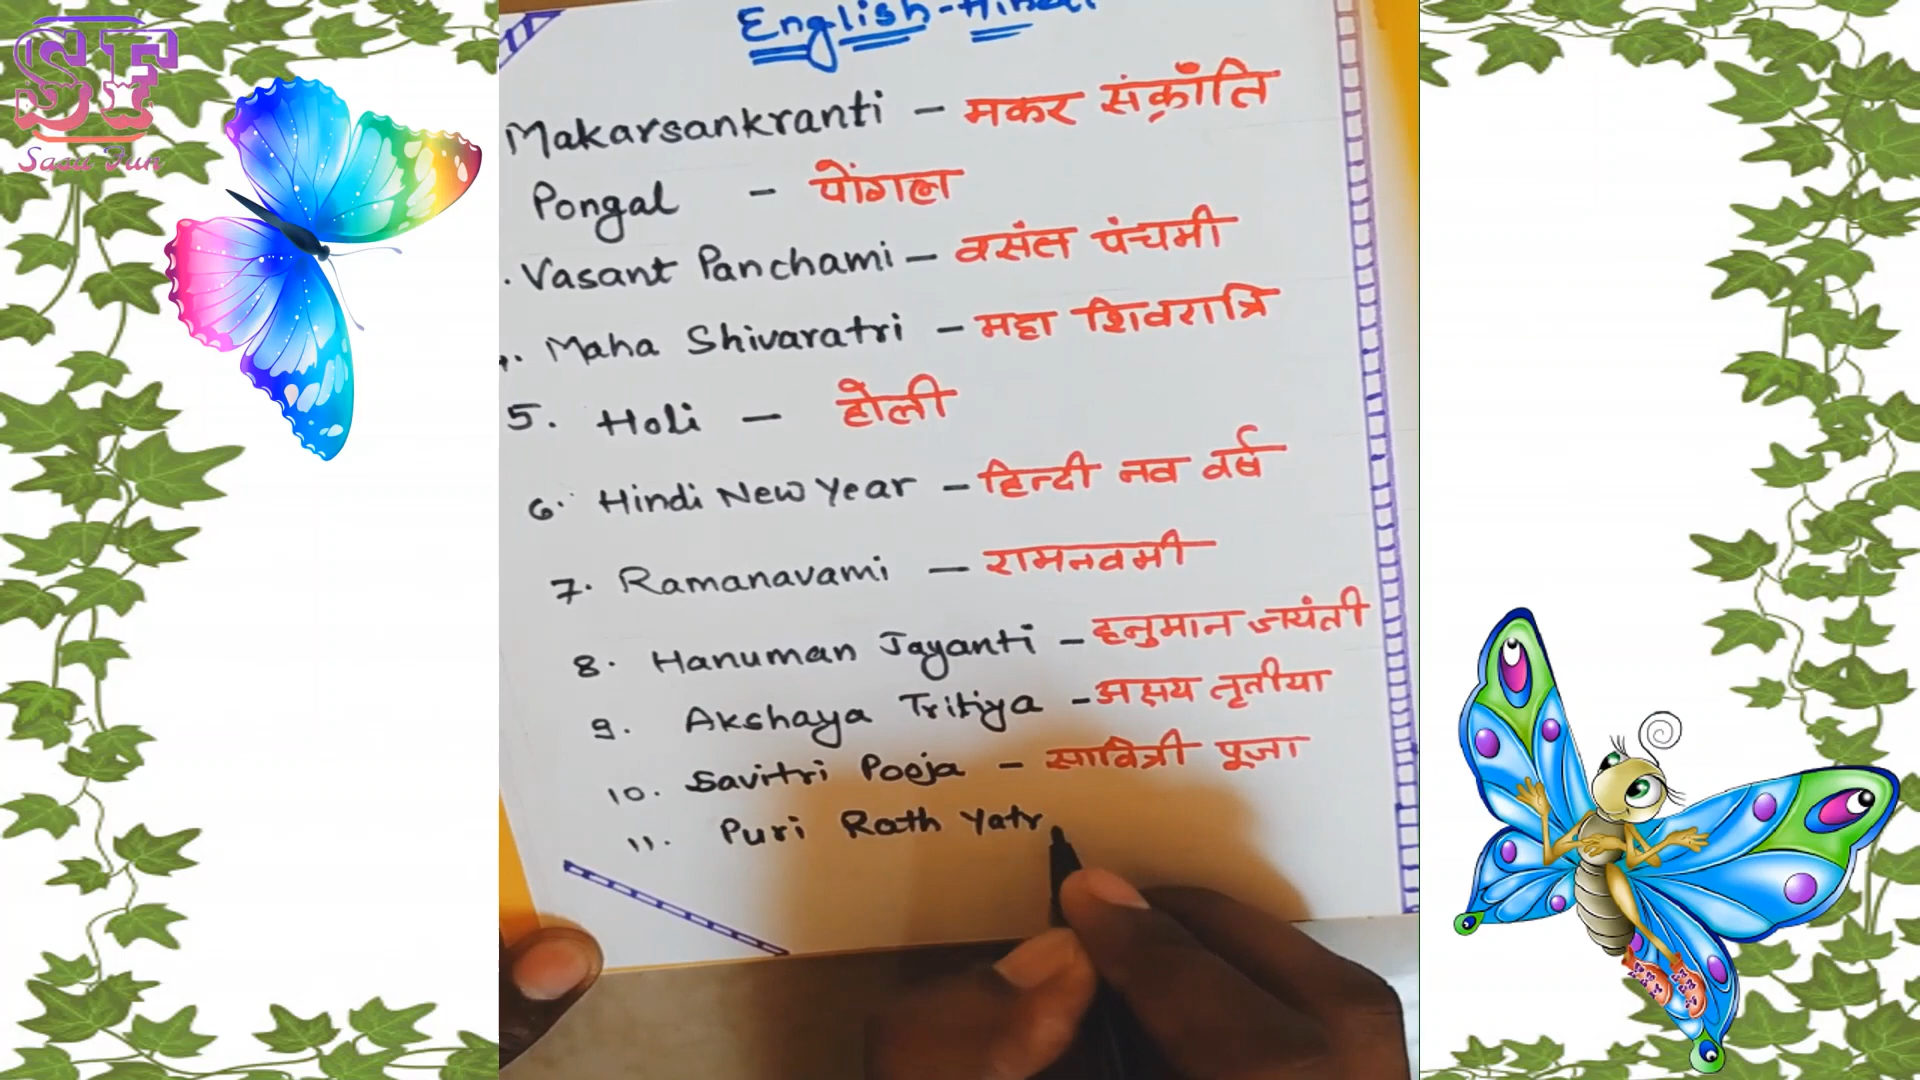 SF
Sasu Fun
English-Hindi
Makarsankranti - मकर संक्राँति
Pongal - पोंगल
. Vasant Panchami - वसंत पंचमी
. Maha Shivaratri - महा शिवरात्रि
5. Holi - होली
6. Hindi New Year - हिन्दी नव वर्ष
7. Ramanavami - रामनवमी
8. Hanuman Jayanti - हनुमान जयंती
9. Akshaya Tritiya - अक्षय तृतीया
10. Savitri Pooja - सावित्री पूजा
11. Puri Rath Yatr